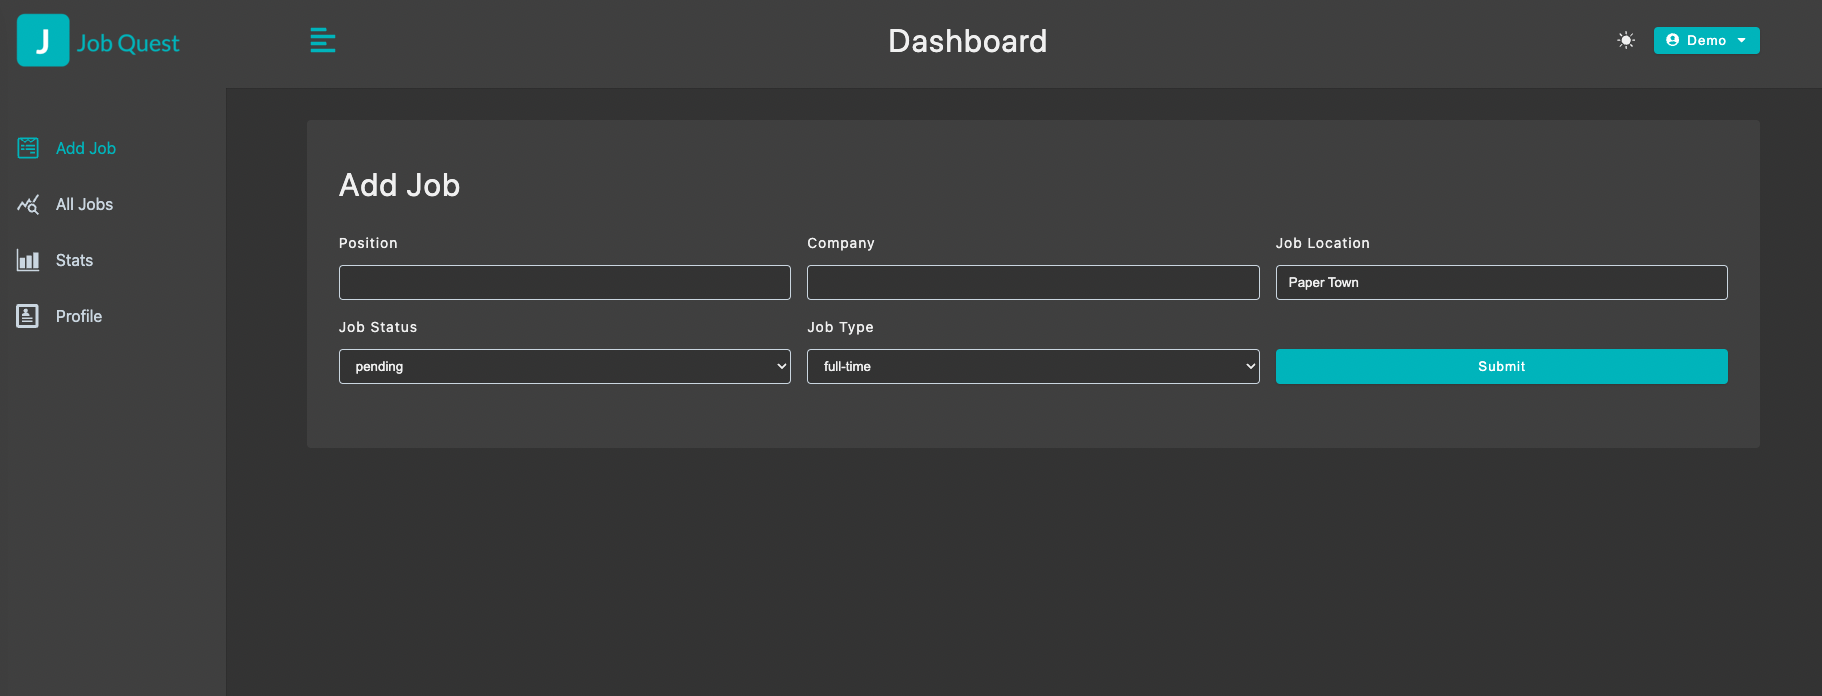 J Job Quest
Dashboard
Demo
Add Job
All Jobs
Stats
Profile
Add Job
Position
Company
Job Location
Paper Town
Job Status
Job Type
pending
full-time
Submit